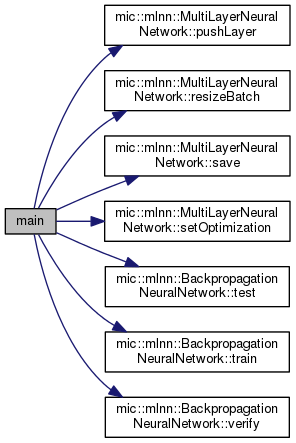 mic::mlnn::MultiLayerNeural
Network::pushLayer
mic::mlnn::MultiLayerNeural
Network::resizeBatch
mic::mlnn::MultiLayerNeural
Network::save
main
mic::mlnn::MultiLayerNeural
Network::setOptimization
mic::mlnn::Backpropagation
NeuralNetwork::test
mic::mlnn::Backpropagation
NeuralNetwork::train
mic::mlnn::Backpropagation
NeuralNetwork::verify